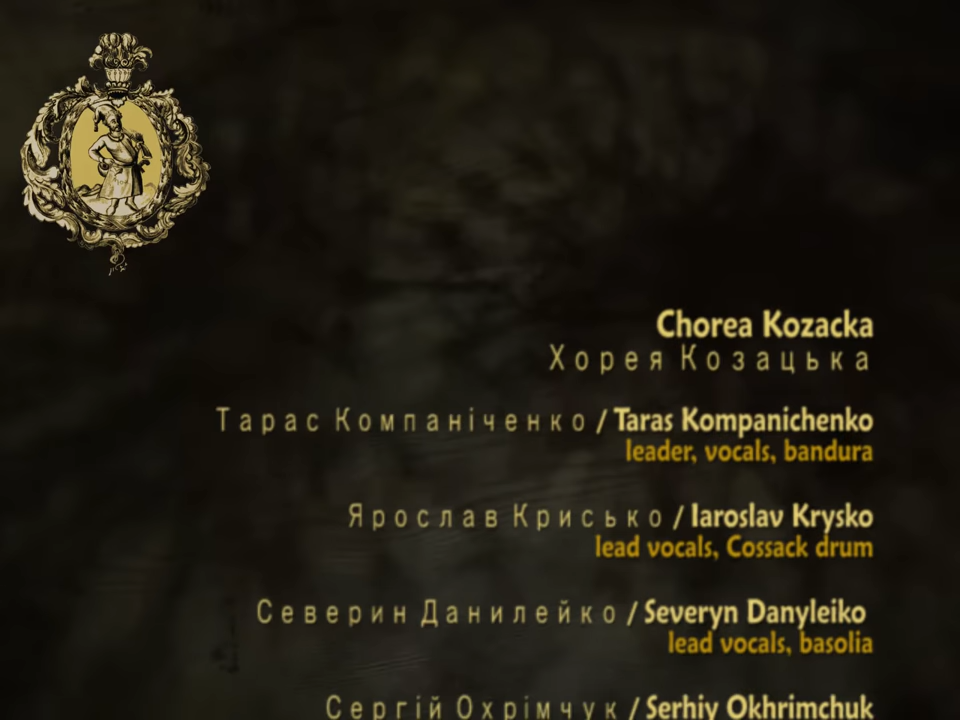 Chorea Kozacka
Хорея Козацька
Тарас Компаніченко / Taras Kompanichenko
leader, vocals, bandura
Ярослав Крисько / Iaroslav Krysko
lead vocals, Cossack drum
Северин Данилейко / Severyn Danyleiko
lead vocals, basolia
Сергій Охрімчук / Serhiy Okhrimchuk